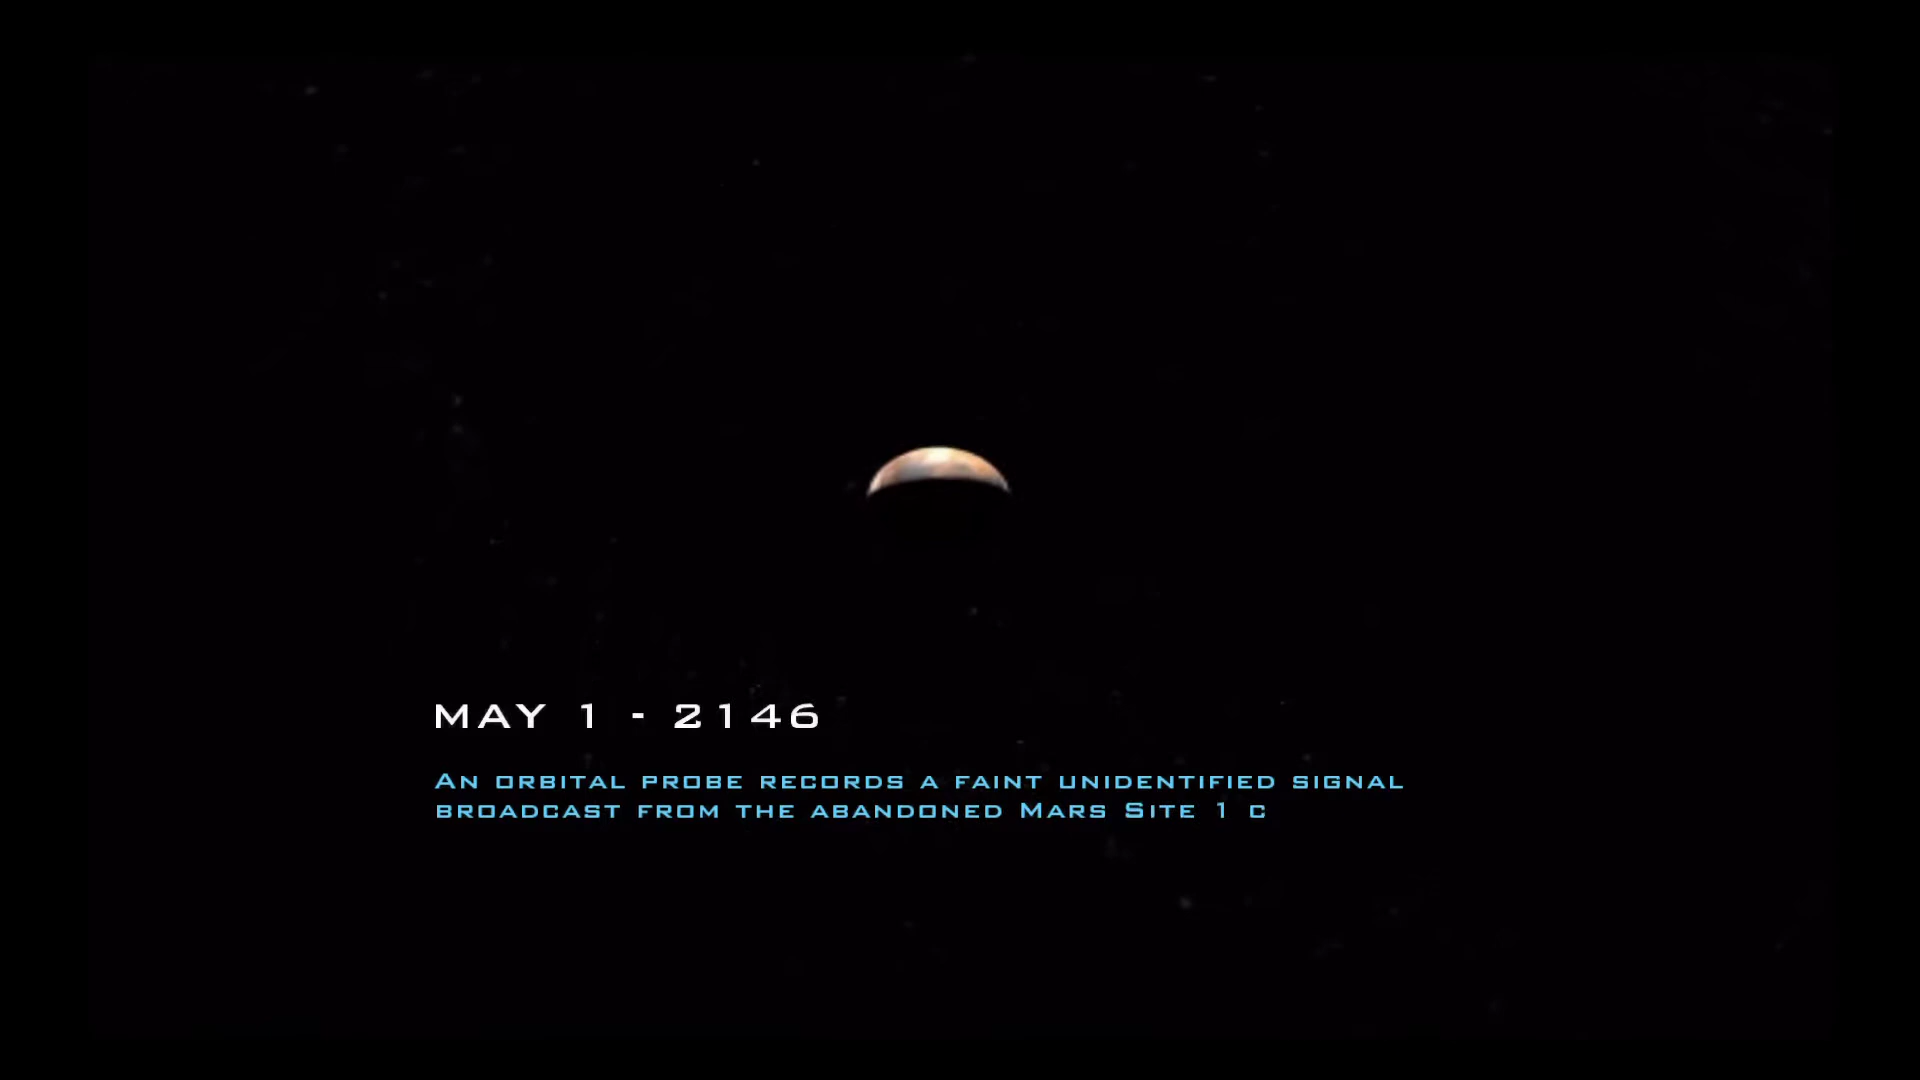 MAY 1 - 2146
An orbital probe records a faint unidentified signal
broadcast from the abandoned Mars Site 1 c